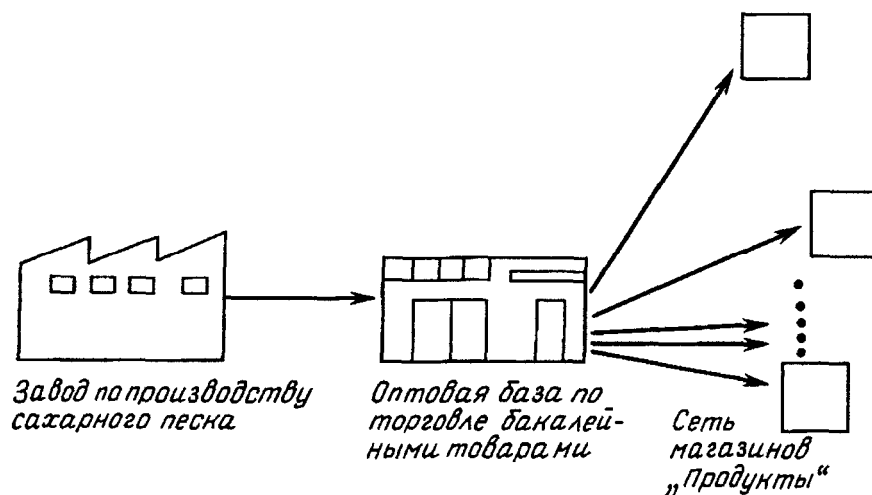 Завод по производству
сахарного песка
Оптовая база по
торговле бакалей-
ными товарами
Сеть
магазинов
„Продукты“